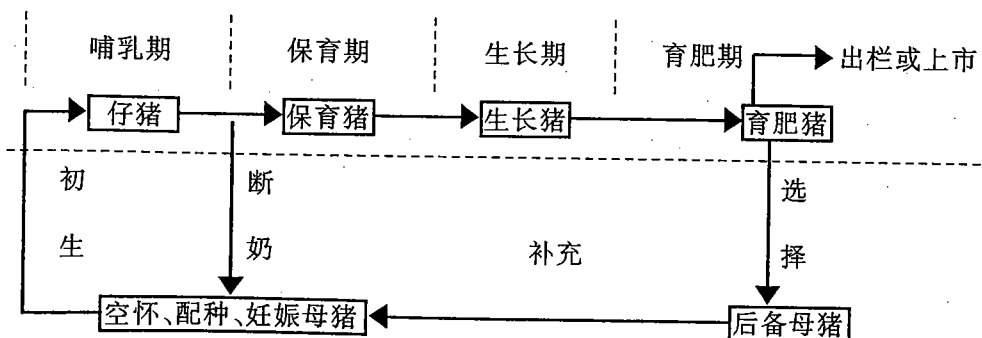 哺乳期 保育期 生长期 育肥期 出栏或上市
仔猪 保育猪 生长猪 育肥猪
初生 断奶 补充 选择
空怀、配种、妊娠母猪 后备母猪